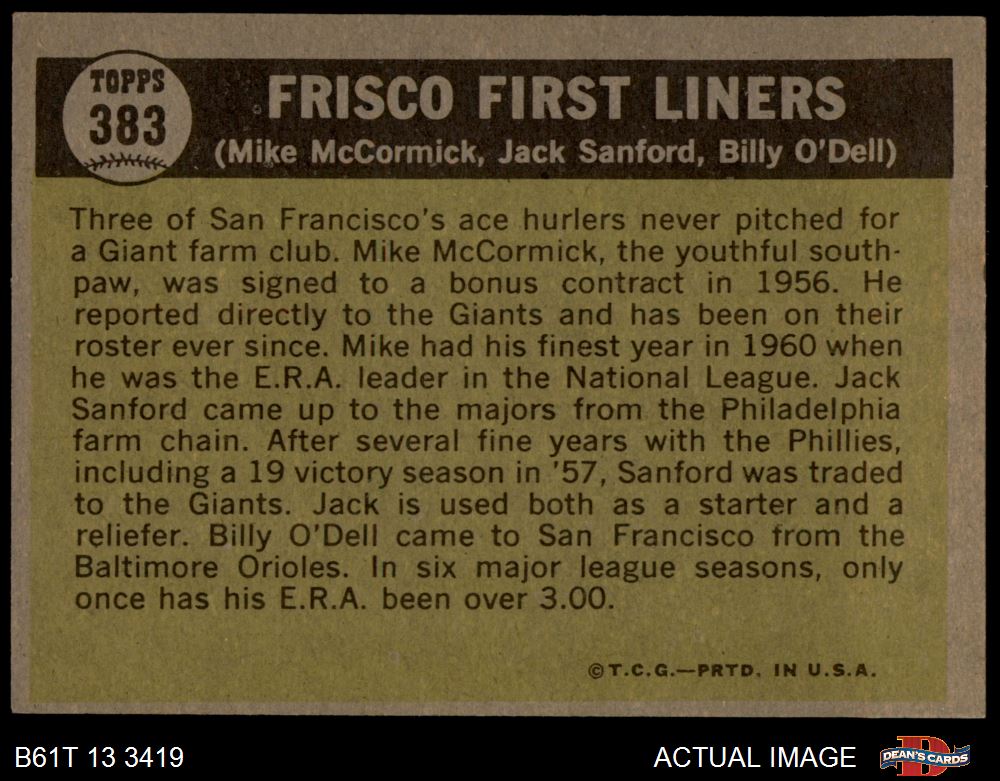 TOPPS
383
FRISCO FIRST LINERS
(Mike McCormick, Jack Sanford, Billy O'Dell)
Three of San Francisco's ace hurlers never pitched for
a Giant farm club. Mike McCormick, the youthful south-
paw, was signed to a bonus contract in 1956. He
reported directly to the Giants and has been on their
roster ever since. Mike had his finest year in 1960 when
he was the E.R.A. leader in the National League. Jack
Sanford came up to the majors from the Philadelphia
farm chain. After several fine years with the Phillies,
including a 19 victory season in '57, Sanford was traded
to the Giants. Jack is used both as a starter and a
reliefer. Billy O'Dell came to San Francisco from the
Baltimore Orioles. In six major league seasons, only
once has his E.R.A. been over 3.00.
©T.C.G.—PRTD. IN U.S.A.
B61T 13 3419
ACTUAL IMAGE
DEAN'S CARDS